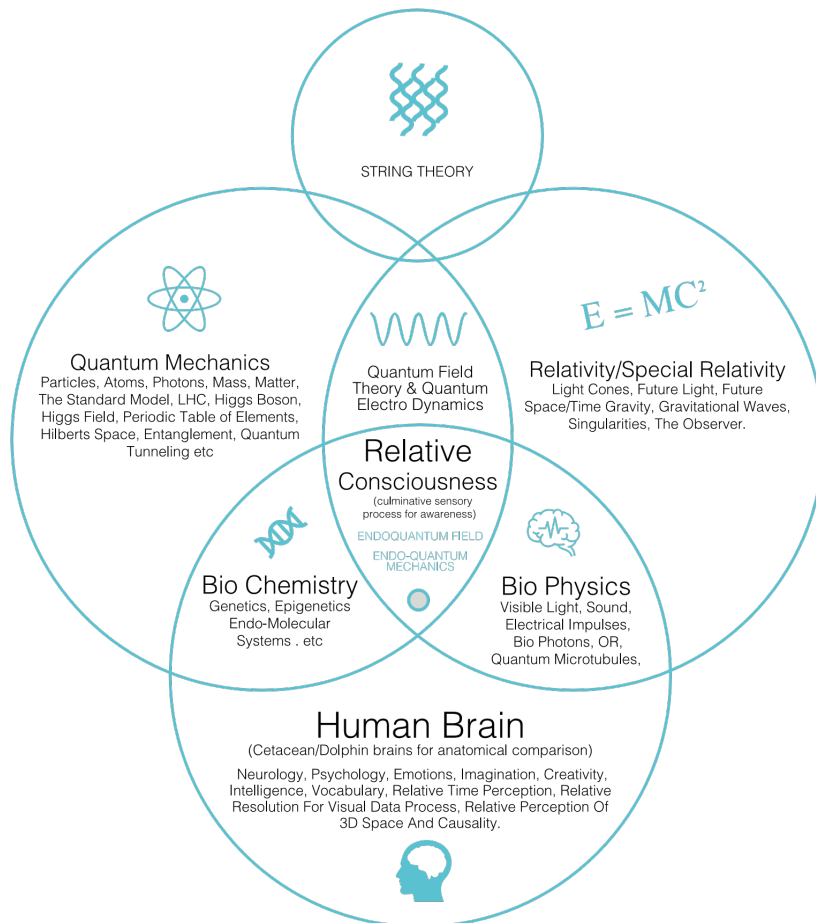 STRING THEORY
E = MC²
Quantum Mechanics
Particles, Atoms, Photons, Mass, Matter,
The Standard Model, LHC, Higgs Boson,
Higgs Field, Periodic Table of Elements,
Hilberts Space, Entanglement, Quantum
Tunneling etc
Quantum Field
Theory & Quantum
Electro Dynamics
Relativity/Special Relativity
Light Cones, Future Light, Future
Space/Time Gravity, Gravitational Waves,
Singularities, The Observer.
Relative
Consciousness
(culminative sensory
process for awareness)
ENDOQUANTUM FIELD
ENDO-QUANTUM
MECHANICS
Bio Chemistry
Genetics, Epigenetics
Endo-Molecular
Systems . etc
Bio Physics
Visible Light, Sound,
Electrical Impulses,
Bio Photons, OR,
Quantum Microtubules,
Human Brain
(Cetacean/Dolphin brains for anatomical comparison)
Neurology, Psychology, Emotions, Imagination, Creativity,
Intelligence, Vocabulary, Relative Time Perception, Relative
Resolution For Visual Data Process, Relative Perception Of
3D Space And Causality.